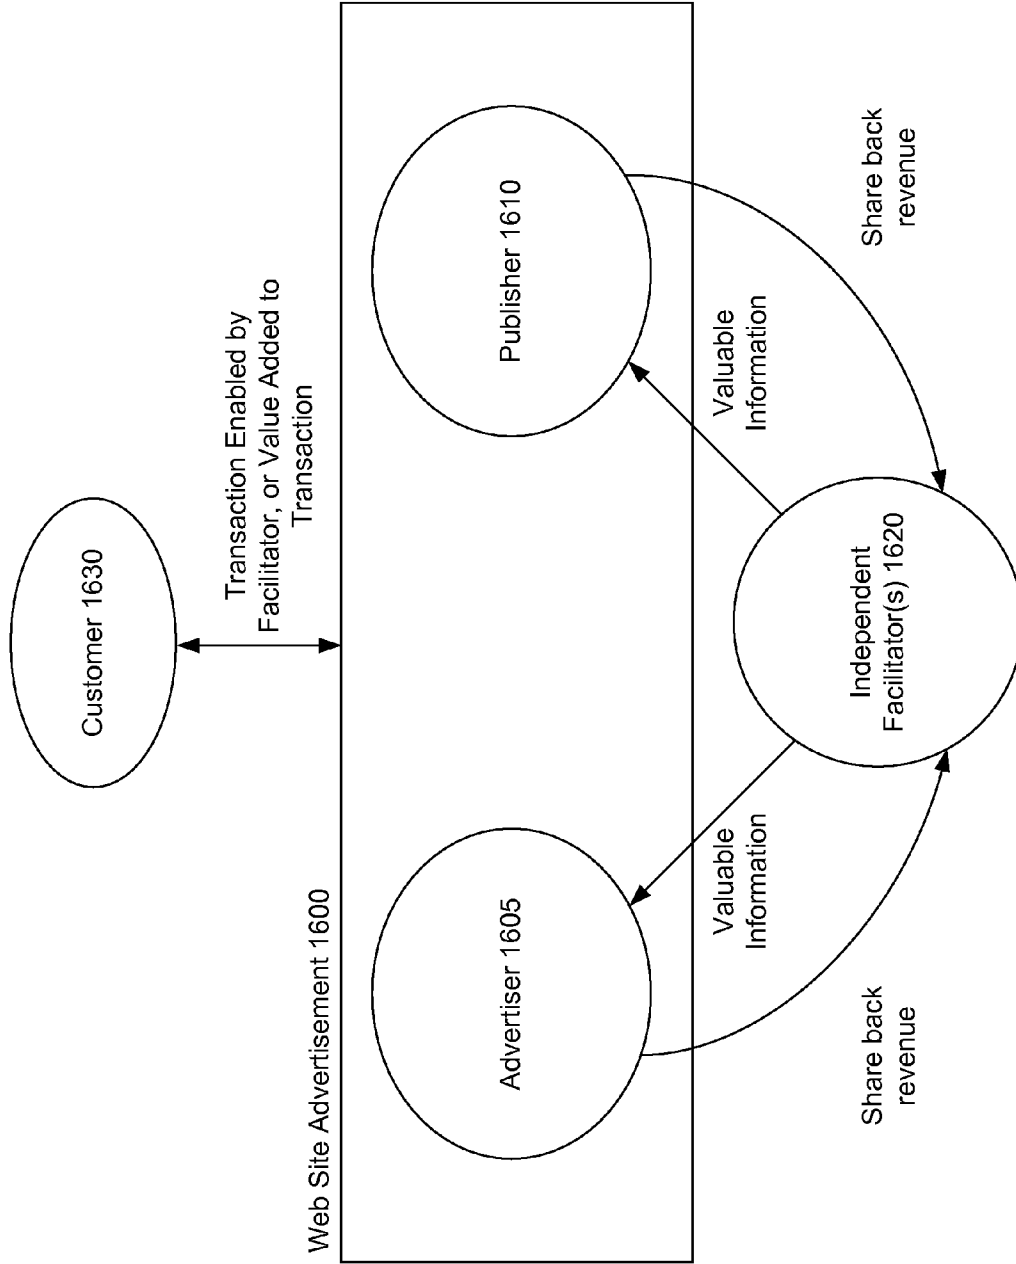 Customer 1630
Transaction Enabled by
Facilitator, or Value Added to
Transaction
Web Site Advertisement 1600
Advertiser 1605
Publisher 1610
Valuable
Information
Valuable
Information
Independent
Facilitator(s) 1620
Share back
revenue
Share back
revenue